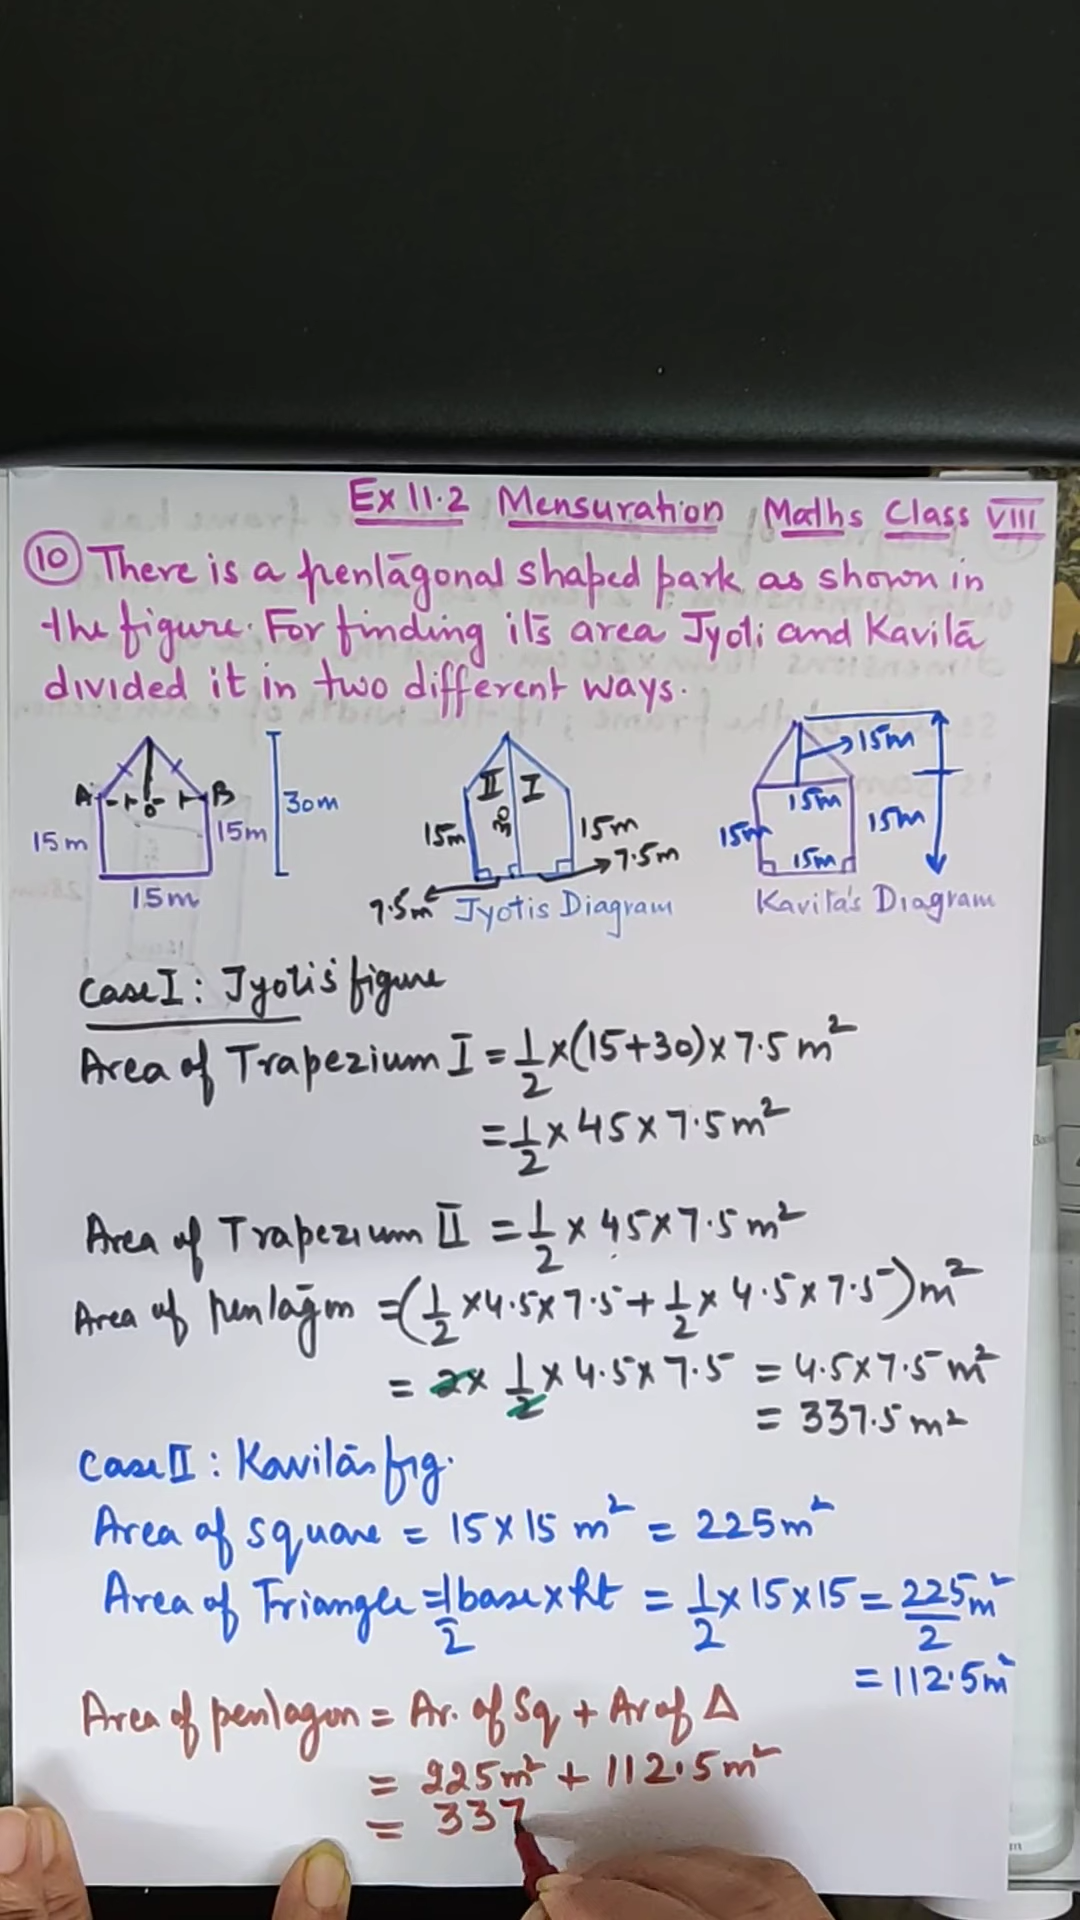 Ex 11.2 Mensuration Maths Class VIII
10 There is a pentagonal shaped park as shown in
the figure. For finding its area Jyoti and Kavita
divided it in two different ways.
A B
O
15m 15m 30m
15m
II I
15m 30m 15m
7.5m 7.5m
Jyotis Diagram
15m
15m
15m 15m
15m
Kavita's Diagram
Case I : Jyoti's figure
Area of Trapezium I = 1/2 × (15+30) × 7.5 m²
= 1/2 × 45 × 7.5 m²
Area of Trapezium II = 1/2 × 45 × 7.5 m²
Area of pentagon = (1/2 × 4.5 × 7.5 + 1/2 × 4.5 × 7.5) m²
= 2 × 1/2 × 4.5 × 7.5 = 4.5 × 7.5 m²
= 337.5 m²
Case II : Kavitas fig.
Area of square = 15 × 15 m² = 225 m²
Area of Triangle = 1/2 base × ht = 1/2 × 15 × 15 = 225/2 m²
= 112.5 m²
Area of pentagon = Ar. of Sq + Ar of Δ
= 225 m² + 112.5 m²
= 337